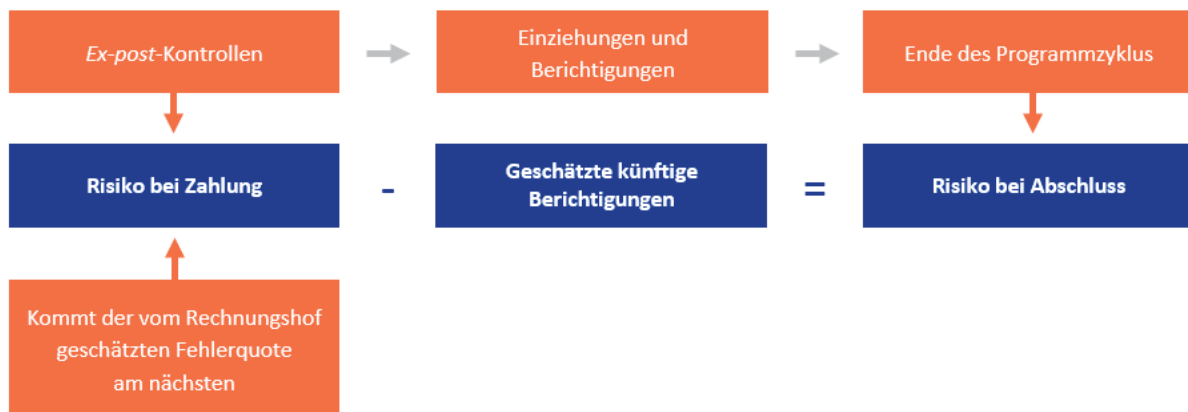 Ex-post-Kontrollen
Einziehungen und
Berichtigungen
Ende des Programmzyklus
Risiko bei Zahlung
-
Geschätzte künftige
Berichtigungen
=
Risiko bei Abschluss
Kommt der vom Rechnungshof
geschätzten Fehlerquote
am nächsten